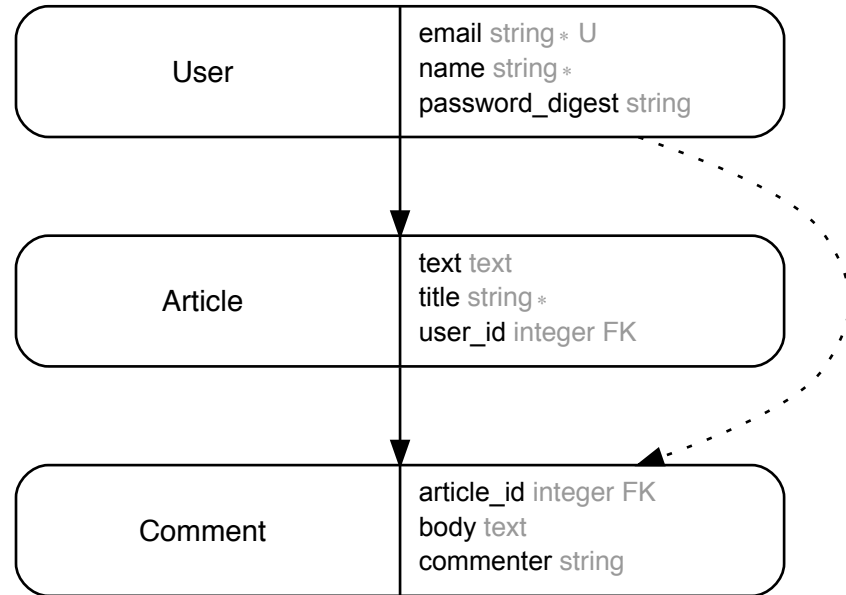 User
email string ∗ U
name string ∗
password_digest string
Article
text text
title string ∗
user_id integer FK
Comment
article_id integer FK
body text
commenter string